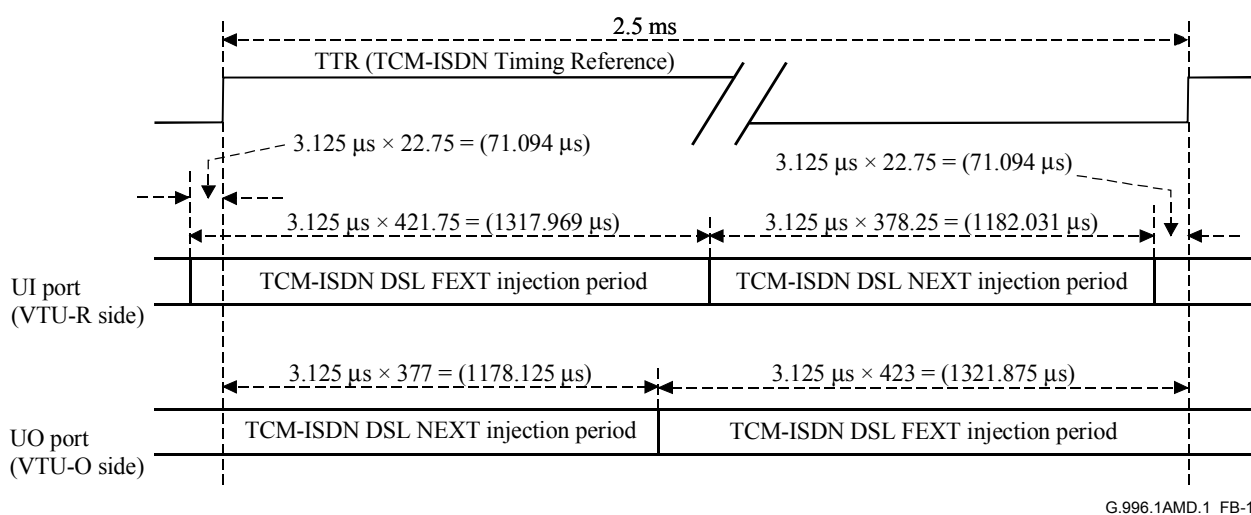 2.5 ms
TTR (TCM-ISDN Timing Reference)
3.125 µs × 22.75 = (71.094 µs)
3.125 µs × 22.75 = (71.094 µs)
3.125 µs × 421.75 = (1317.969 µs)
3.125 µs × 378.25 = (1182.031 µs)
UI port
(VTU-R side)
TCM-ISDN DSL FEXT injection period
TCM-ISDN DSL NEXT injection period
3.125 µs × 377 = (1178.125 µs)
3.125 µs × 423 = (1321.875 µs)
UO port
(VTU-O side)
TCM-ISDN DSL NEXT injection period
TCM-ISDN DSL FEXT injection period
G.996.1AMD.1_FB-1